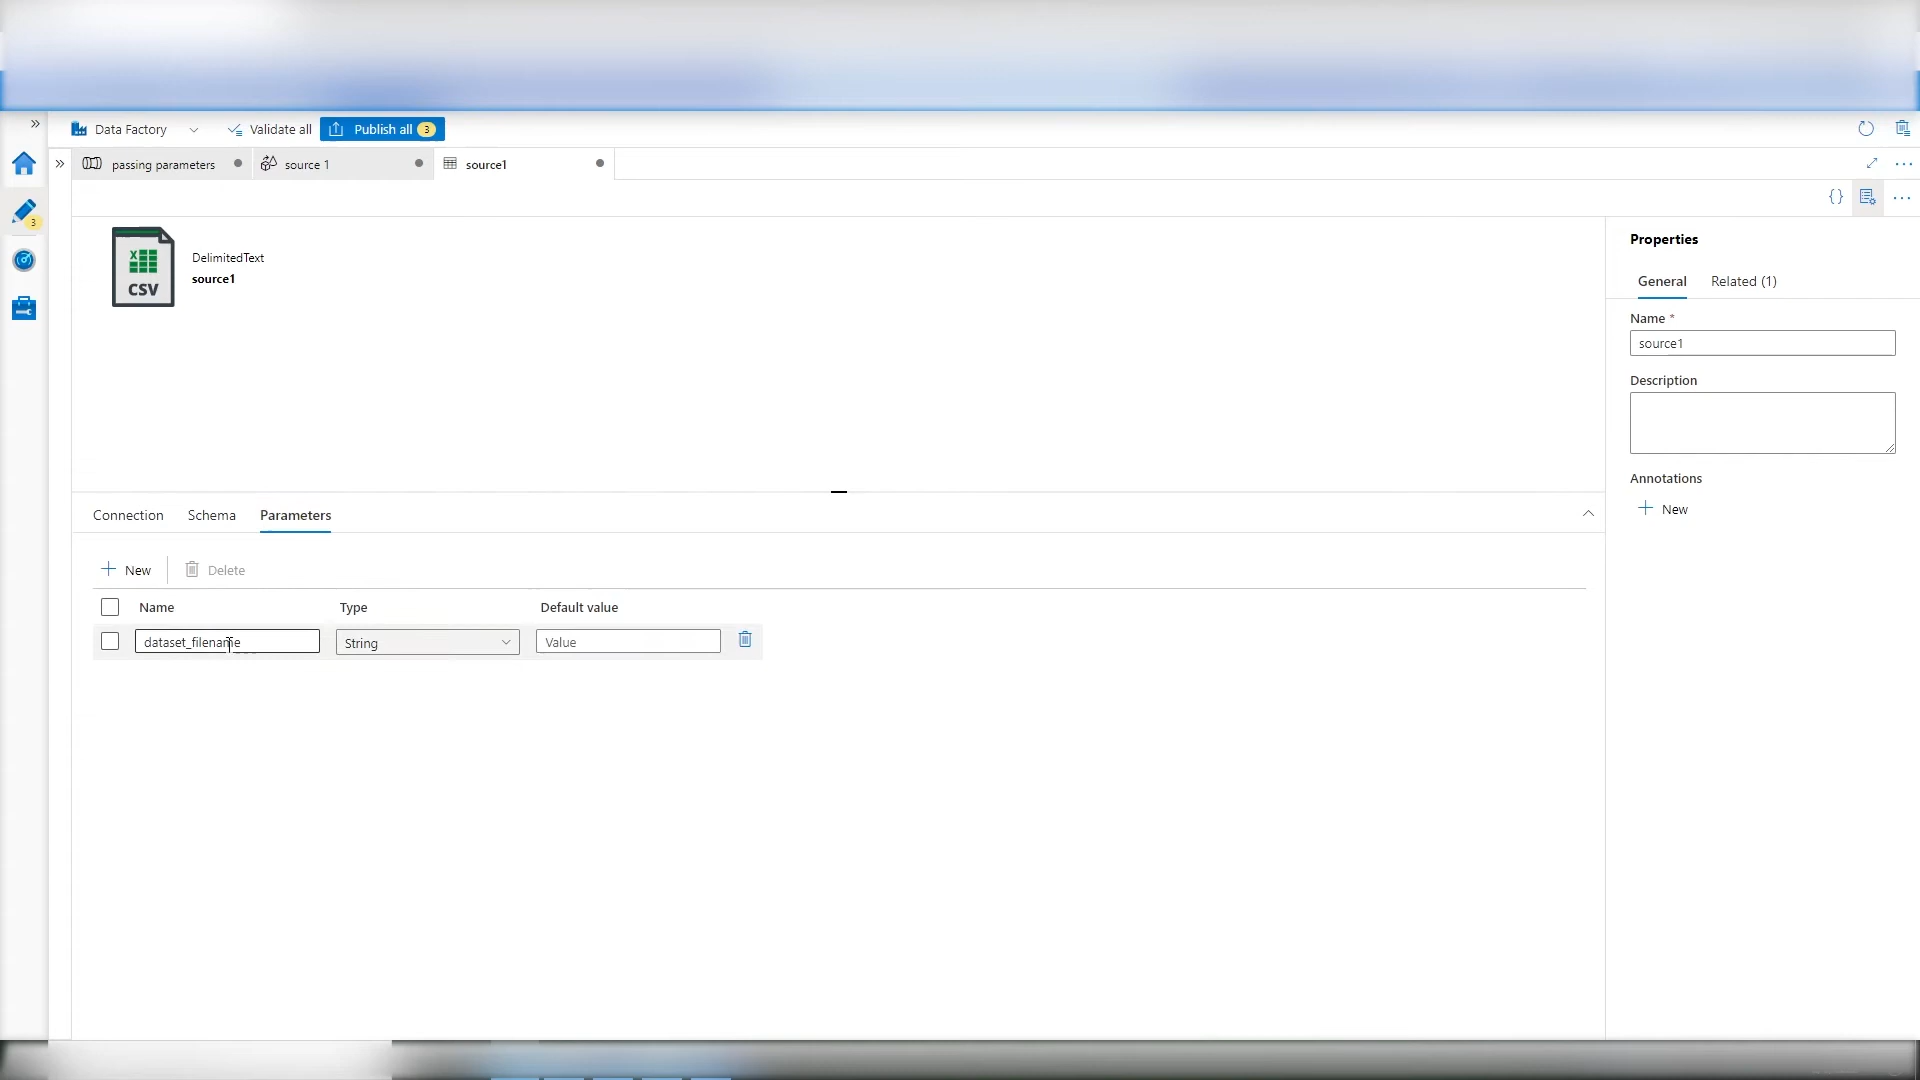 Data Factory
Validate all
Publish all 3
passing parameters
source 1
source1
3
X
CSV
DelimitedText
source1
Properties
General
Related (1)
Name *
source1
Description
Annotations
New
Connection
Schema
Parameters
New
Delete
Name
Type
Default value
dataset_filename
String
Value